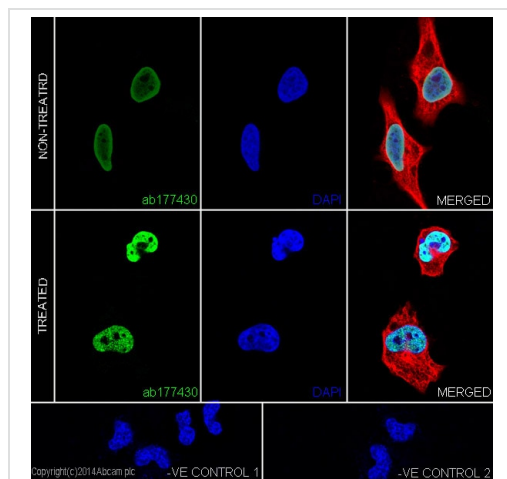 NON-TREATRD
ab177430
DAPI
MERGED
TREATED
ab177430
DAPI
MERGED
Copyright(c)2014Abcam plc
-VE CONTROL 1
-VE CONTROL 2